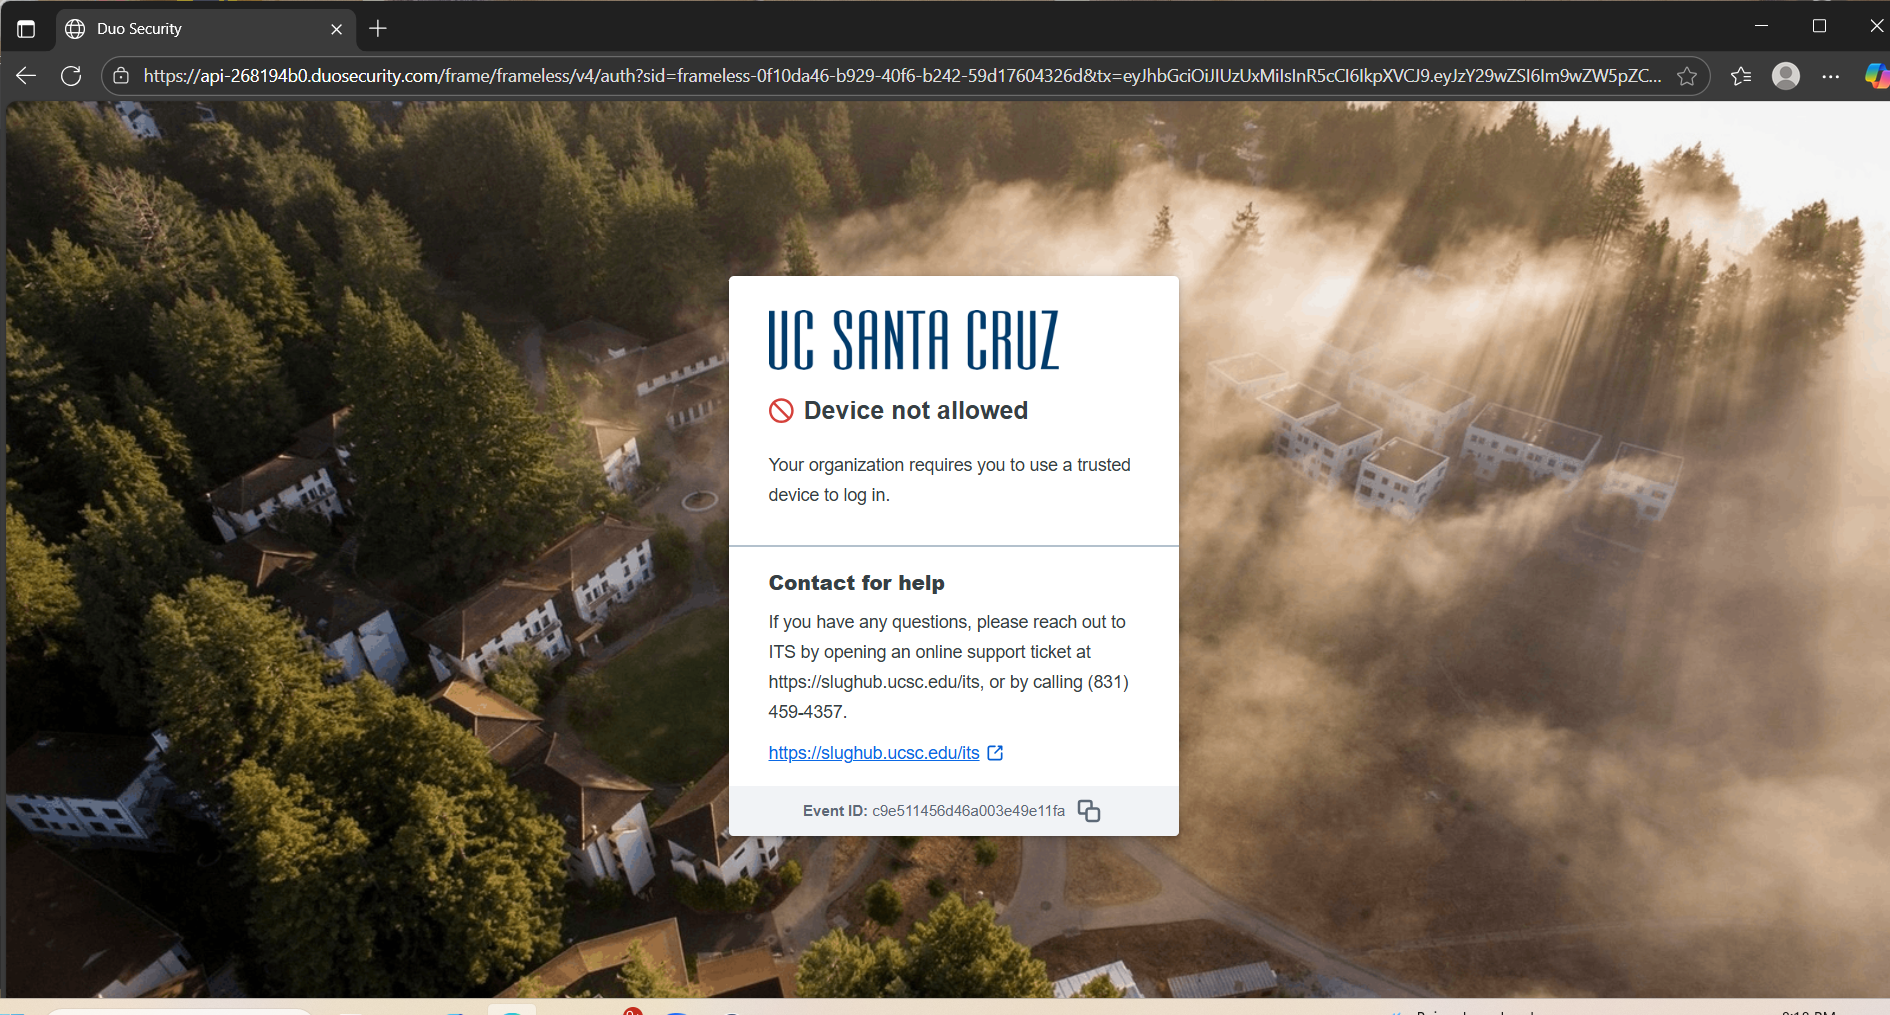 Duo Security
https://api-268194b0.duosecurity.com/frame/frameless/v4/auth?sid=frameless-0f10da46-b929-40f6-b242-59d17604326d&tx=eyJhbGciOiJIUzUxMiIsInR5cCI6IkpXVCJ9.eyJzY29wZSI6Im9wZW5pZC...
UC SANTA CRUZ
Device not allowed
Your organization requires you to use a trusted
device to log in.
Contact for help
If you have any questions, please reach out to
ITS by opening an online support ticket at
https://slughub.ucsc.edu/its, or by calling (831)
459-4357.
https://slughub.ucsc.edu/its
Event ID: c9e511456d46a003e49e11fa